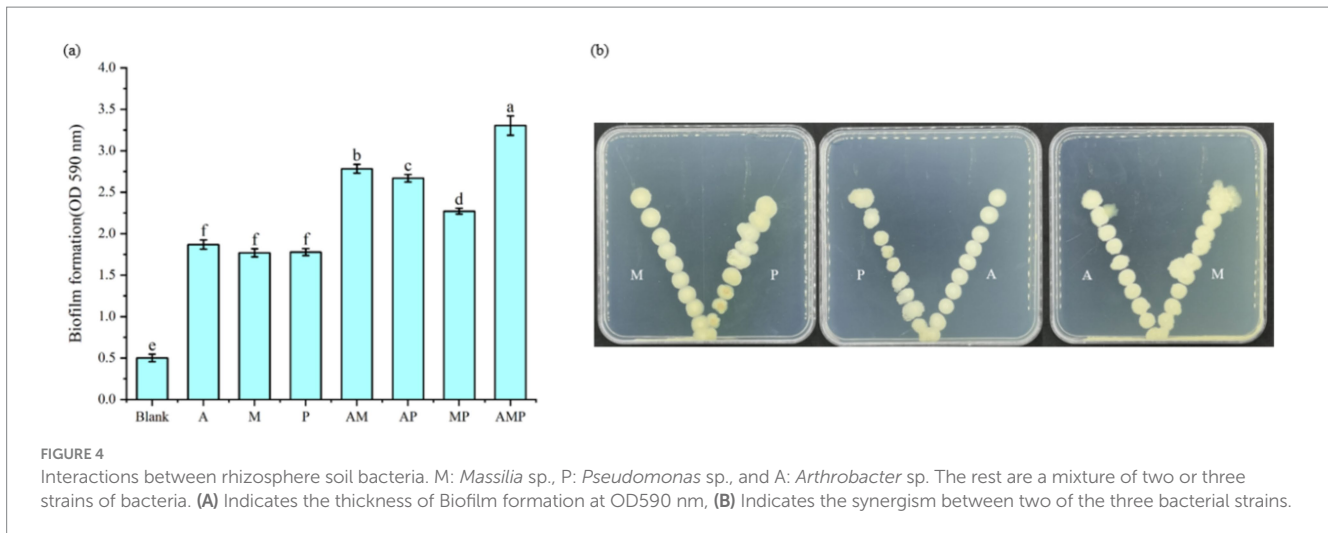 (a)
4.0
3.5
3.0
2.5
2.0
1.5
1.0
0.5
0.0
Biofilm formation(OD 590 nm)
e
f
f
f
b
c
d
a
Blank A M P AM AP MP AMP
(b)
M P
P A
A M
FIGURE 4
Interactions between rhizosphere soil bacteria. M: Massilia sp., P: Pseudomonas sp., and A: Arthrobacter sp. The rest are a mixture of two or three
strains of bacteria. (A) Indicates the thickness of Biofilm formation at OD590 nm, (B) Indicates the synergism between two of the three bacterial strains.